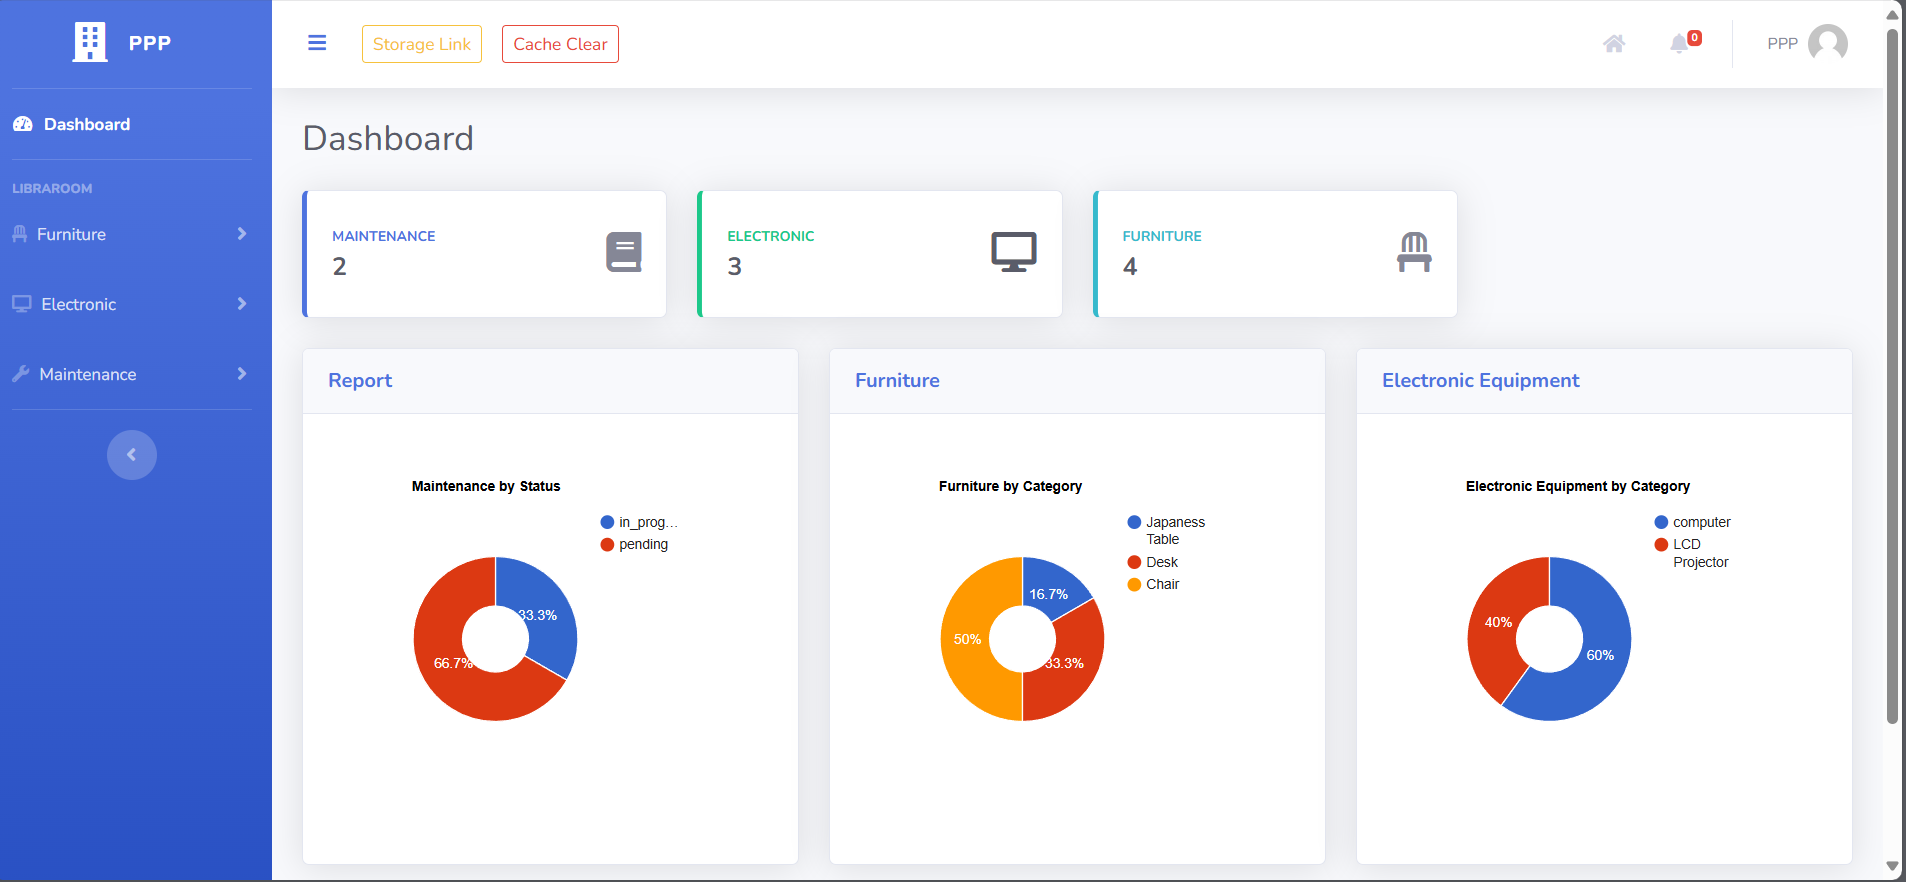 PPP
Storage Link
Cache Clear
0
PPP
Dashboard
LIBRAROOM
Furniture
Electronic
Maintenance
Dashboard
MAINTENANCE
2
ELECTRONIC
3
FURNITURE
4
Report
Maintenance by Status
in_prog...
pending
33.3%
66.7%
Furniture
Furniture by Category
Japaness
Table
Desk
Chair
16.7%
50%
33.3%
Electronic Equipment
Electronic Equipment by Category
computer
LCD
Projector
40%
60%